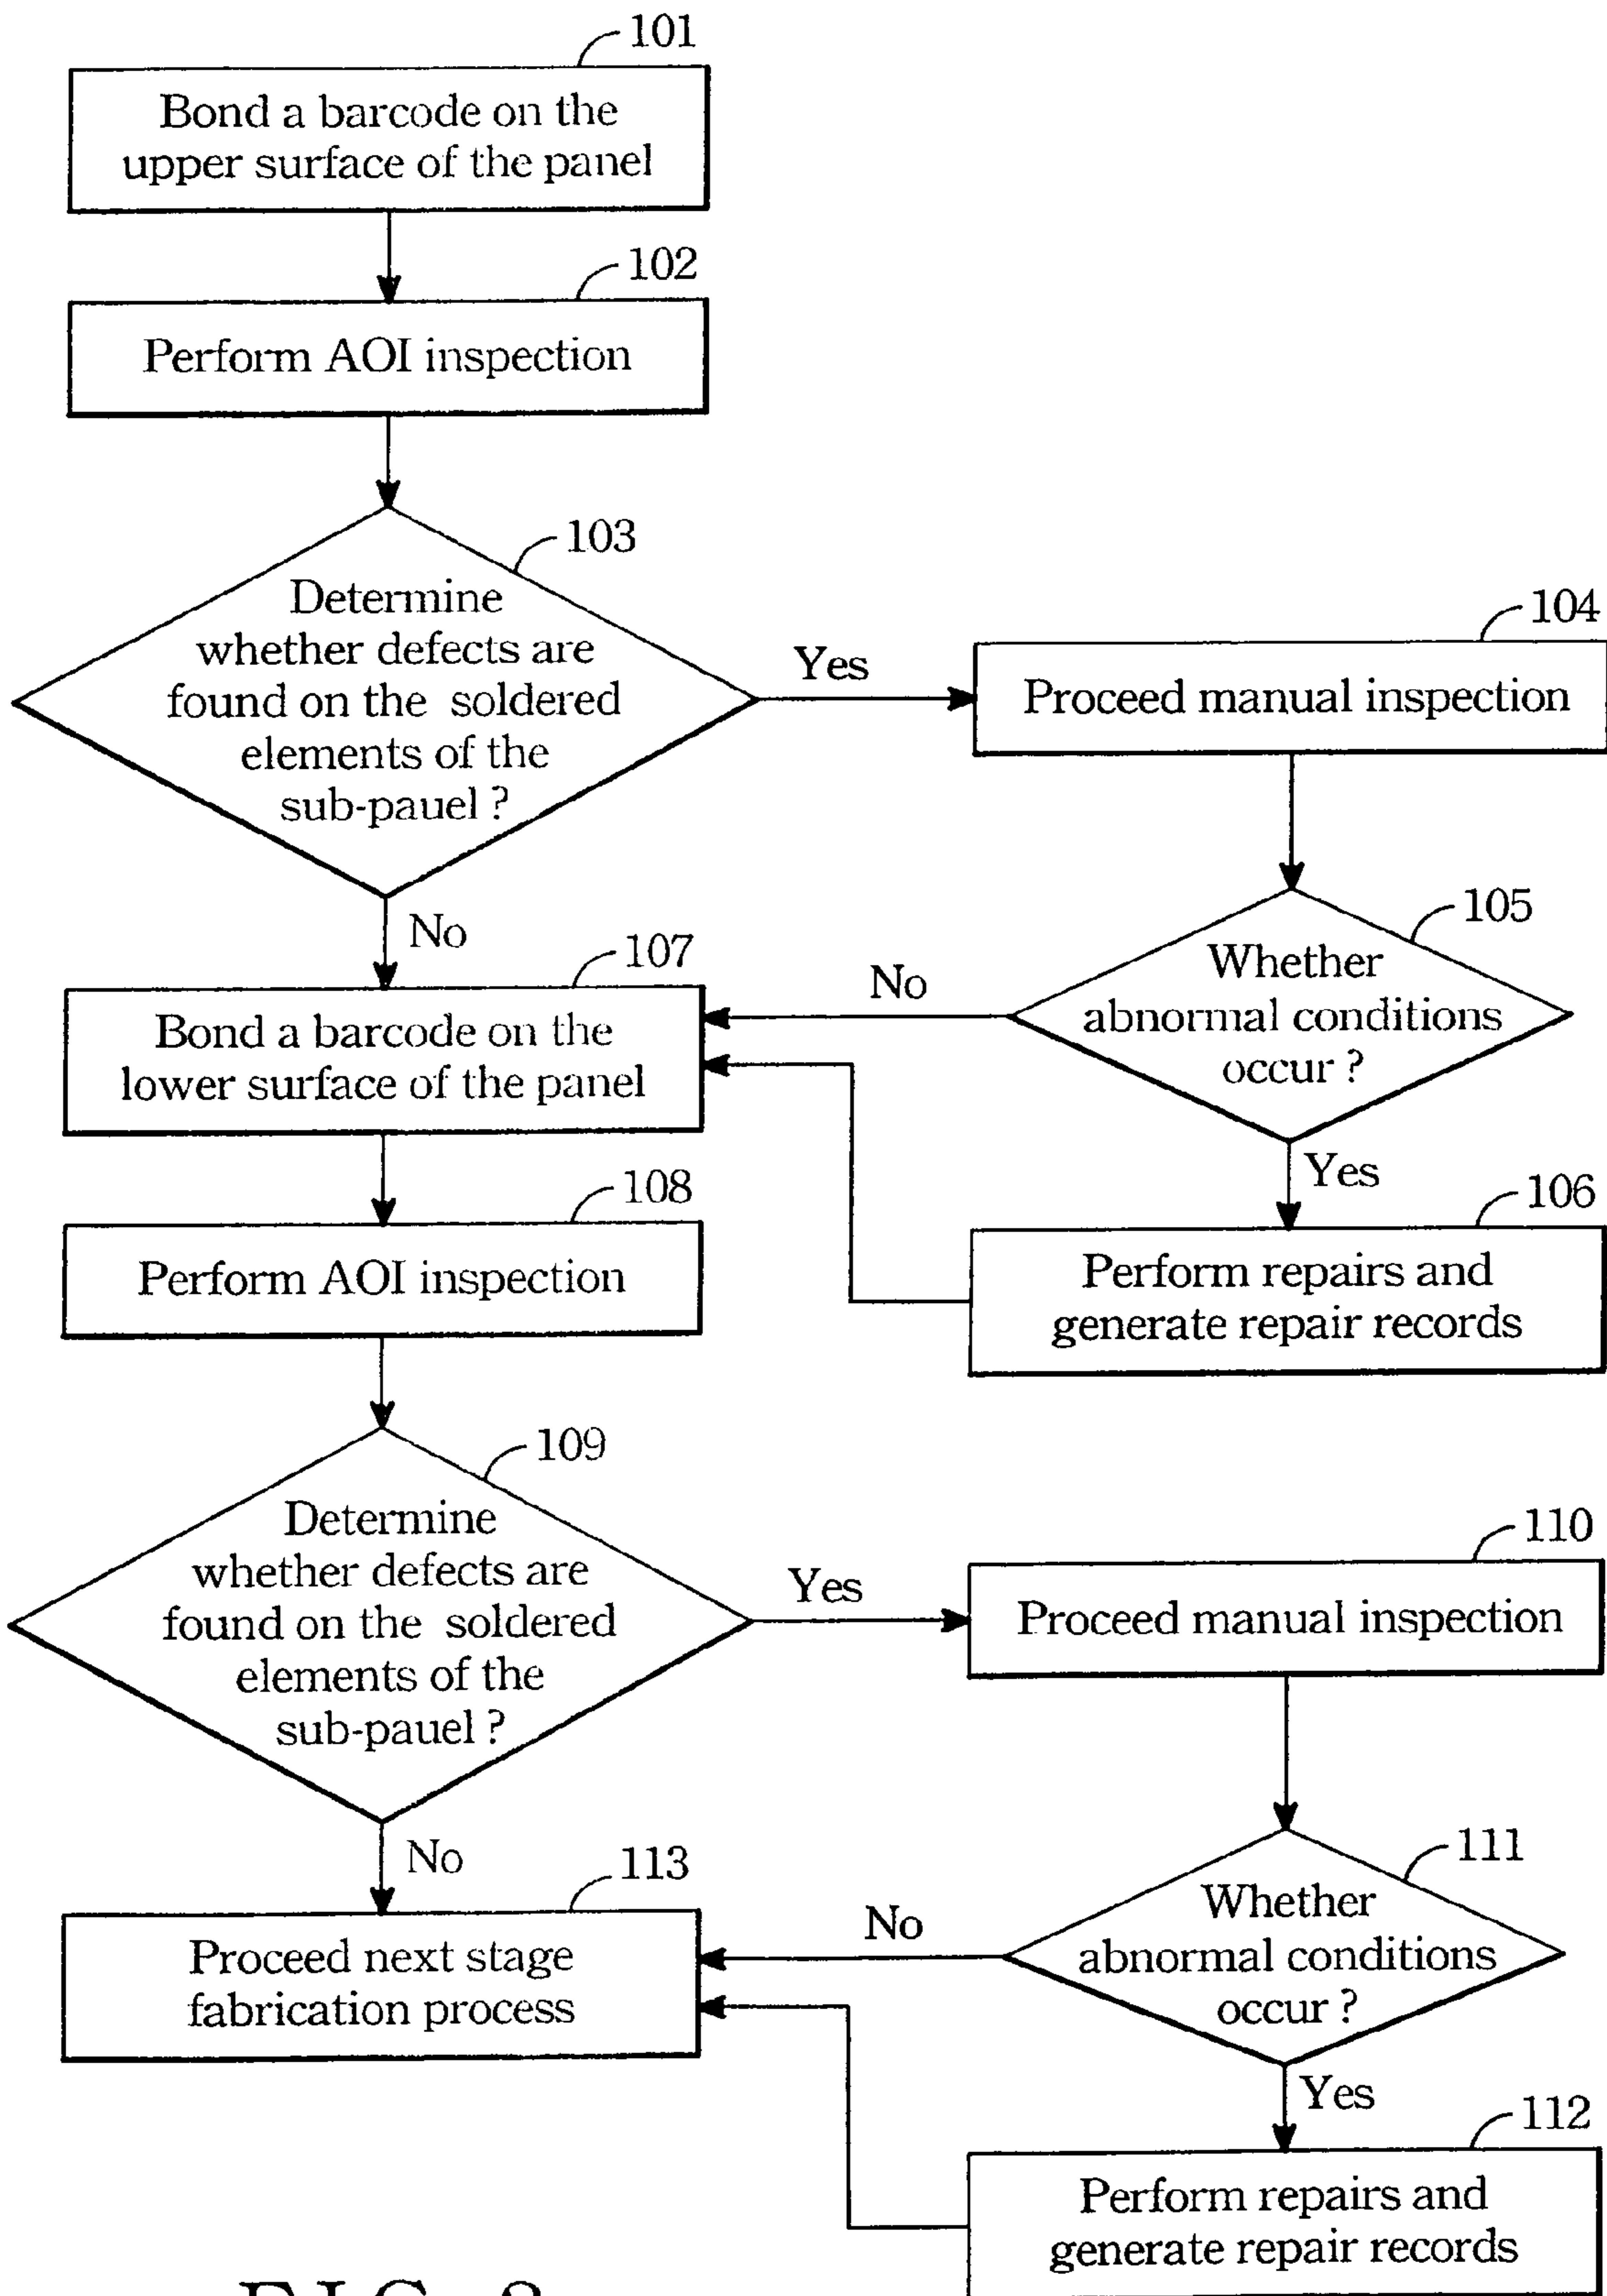 101
Bond a barcode on the
upper surface of the panel
102
Perform AOI inspection
103
Determine
whether defects are
found on the soldered
elements of the
sub-pauel ?
Yes
104
Proceed manual inspection
No
105
Whether
abnormal conditions
occur ?
No
107
Bond a barcode on the
lower surface of the panel
Yes
106
Perform repairs and
generate repair records
108
Perform AOI inspection
109
Determine
whether defects are
found on the soldered
elements of the
sub-pauel ?
Yes
110
Proceed manual inspection
No
111
Whether
abnormal conditions
occur ?
No
113
Proceed next stage
fabrication process
Yes
112
Perform repairs and
generate repair records